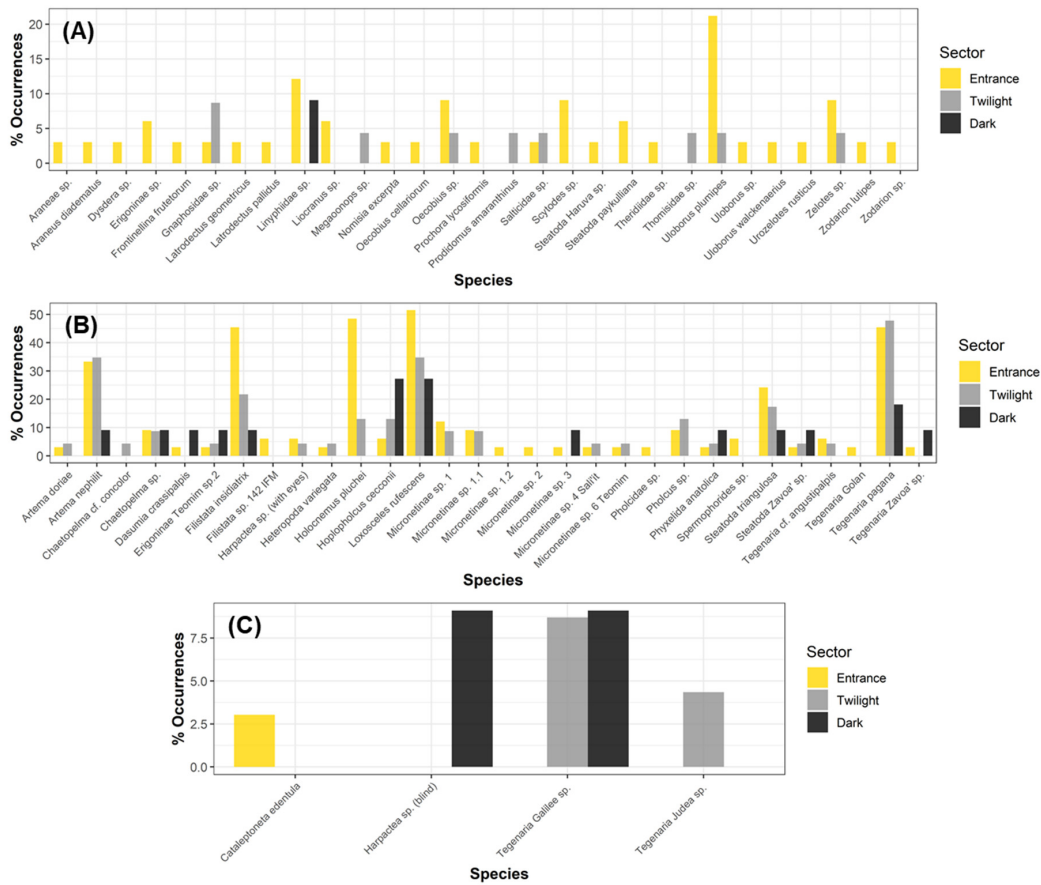 (A)
% Occurrences
20
15
10
5
0
Araneae sp.
Araneus diadematus
Dysdera sp.
Erigoninae sp.
Frontinellina frutetorum
Gnaphosidae sp.
Latrodectus geometricus
Latrodectus pallidus
Linyphiidae sp.
Liocranus sp.
Megaoonops sp.
Nomisia excerpta
Oecobius cellariorum
Oecobius sp.
Prochora lycosiformis
Prodidomus amaranthinus
Salticidae sp.
Scytodes sp.
Steatoda Haruva sp.
Steatoda paykulliana
Theridiidae sp.
Thomisidae sp.
Uloborus plumipes
Uloborus sp.
Uloborus walckenaerius
Urozelotes rusticus
Zelotes sp.
Zodarion lutipes
Zodarion sp.
Species
Sector
Entrance
Twilight
Dark
(B)
% Occurrences
50
40
30
20
10
0
Artema doriae
Artema nephilit
Chaetopelma cf. concolor
Chaetopelma sp.
Dasumia crassipalpis
Erigoninae Teomim sp.2
Filistata insidiatrix
Filistata sp. 142 IFM
Harpactea sp. (with eyes)
Heteropoda variegata
Holocnemus pluchei
Hoplopholcus cecconii
Loxosceles rufescens
Micronetinae sp. 1
Micronetinae sp. 1.1
Micronetinae sp. 1.2
Micronetinae sp. 2
Micronetinae sp. 3
Micronetinae sp. 4 Salfit
Micronetinae sp. 6 Teomim
Pholcidae sp.
Pholcus sp.
Phyxelida anatolica
Spermophorides sp.
Steatoda triangulosa
Steatoda Zavoa' sp.
Tegenaria cf. angustipalpis
Tegenaria Golan
Tegenaria pagana
Tegenaria Zavoa' sp.
Species
Sector
Entrance
Twilight
Dark
(C)
% Occurrences
7.5
5.0
2.5
0.0
Cataleptoneta edentula
Harpactea sp. (blind)
Tegenaria Galilee sp.
Tegenaria Judea sp.
Species
Sector
Entrance
Twilight
Dark